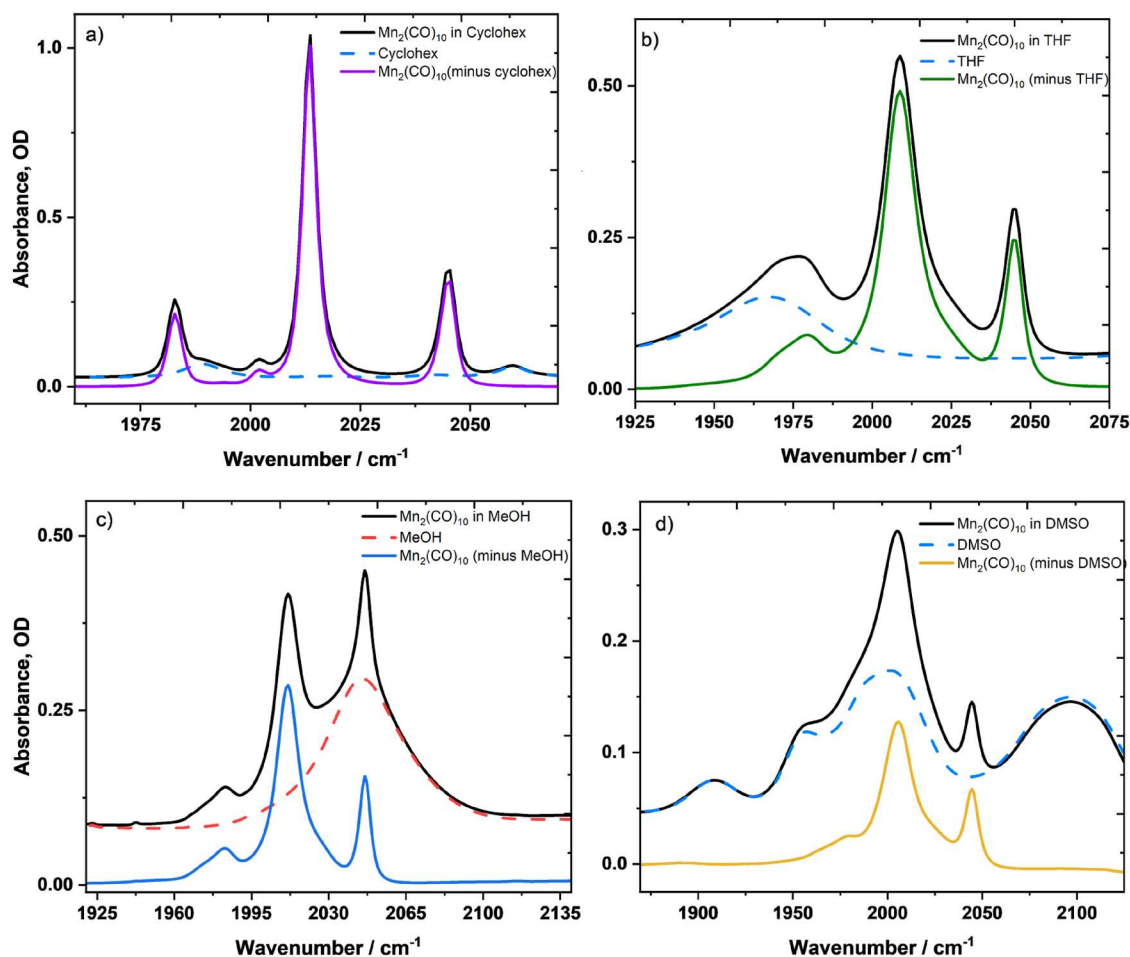 a)
Mn₂(CO)₁₀ in Cyclohex
Cyclohex
Mn₂(CO)₁₀(minus cyclohex)
Absorbance, OD
1.0
0.5
0.0
1975 2000 2025 2050
Wavenumber / cm⁻¹
b)
Mn₂(CO)₁₀ in THF
THF
Mn₂(CO)₁₀ (minus THF)
0.50
0.25
0.00
1925 1950 1975 2000 2025 2050 2075
Wavenumber / cm⁻¹
c)
Mn₂(CO)₁₀ in MeOH
MeOH
Mn₂(CO)₁₀ (minus MeOH)
Absorbance, OD
0.50
0.25
0.00
1925 1960 1995 2030 2065 2100 2135
Wavenumber / cm⁻¹
d)
Mn₂(CO)₁₀ in DMSO
DMSO
Mn₂(CO)₁₀ (minus DMSO)
0.3
0.2
0.1
0.0
1900 1950 2000 2050 2100
Wavenumber / cm⁻¹